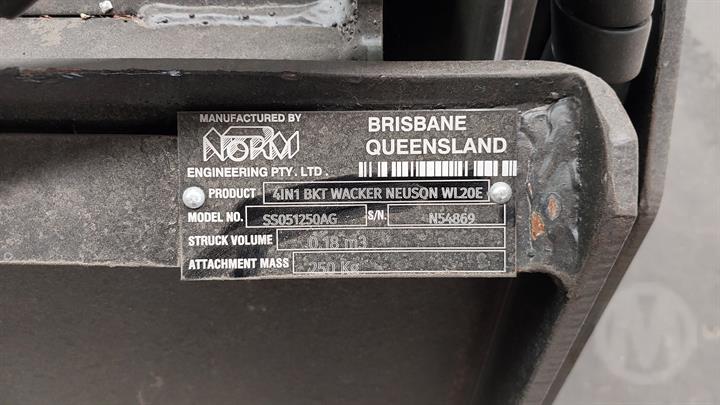 MANUFACTURED BY
NORM
ENGINEERING PTY. LTD.
BRISBANE
QUEENSLAND
PRODUCT 4IN1 BKT WACKER NEUSQN WL20E
MODEL NO. SS051250AG S/N. N54869
STRUCK VOLUME 0.18 m3
ATTACHMENT MASS 250 Kg
M